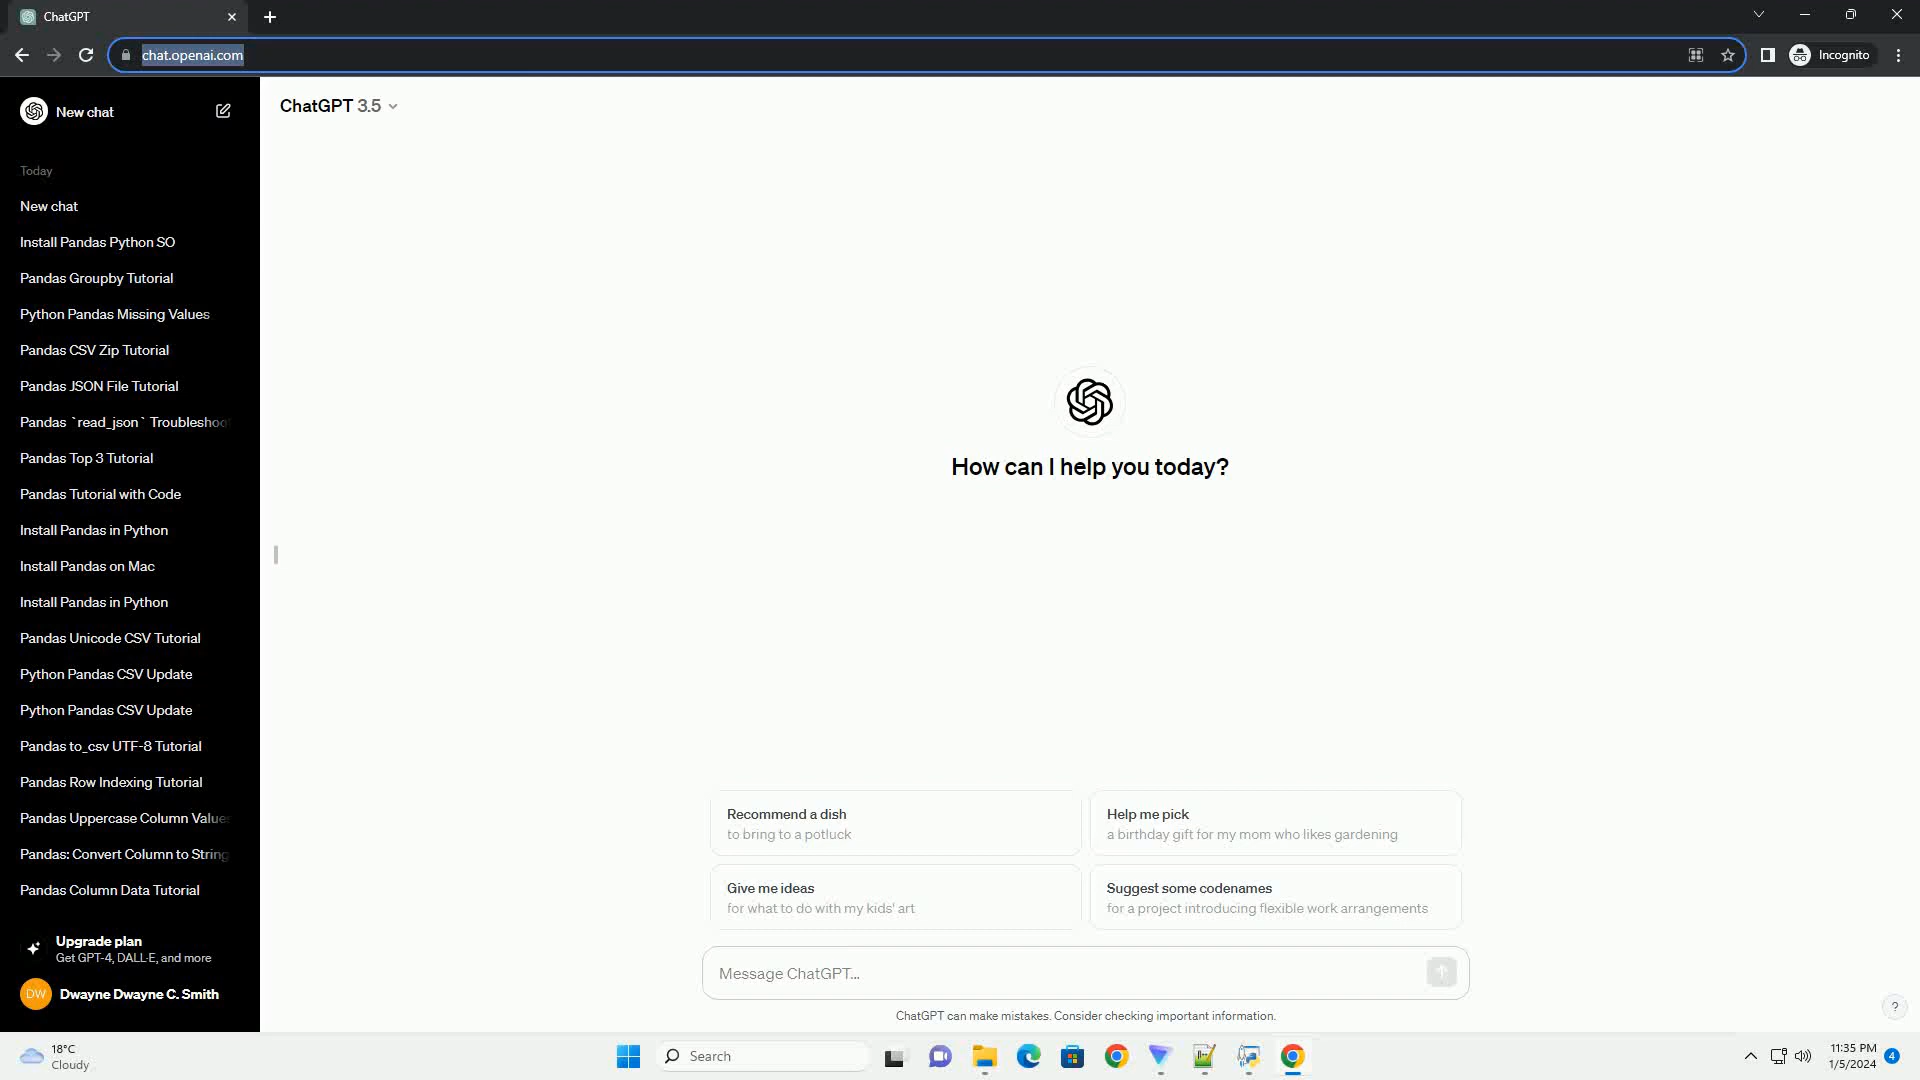 ChatGPT
chat.openai.com
Incognito
New chat
ChatGPT 3.5
Today
New chat
Install Pandas Python SO
Pandas Groupby Tutorial
Python Pandas Missing Values
Pandas CSV Zip Tutorial
Pandas JSON File Tutorial
Pandas `read_json` Troubleshoot
Pandas Top 3 Tutorial
Pandas Tutorial with Code
Install Pandas in Python
Install Pandas on Mac
Install Pandas in Python
Pandas Unicode CSV Tutorial
Python Pandas CSV Update
Python Pandas CSV Update
Pandas to_csv UTF-8 Tutorial
Pandas Row Indexing Tutorial
Pandas Uppercase Column Values
Pandas: Convert Column to String
Pandas Column Data Tutorial
Upgrade plan
Get GPT-4, DALL·E, and more
DW
Dwayne Dwayne C. Smith
How can I help you today?
Recommend a dish
to bring to a potluck
Help me pick
a birthday gift for my mom who likes gardening
Give me ideas
for what to do with my kids' art
Suggest some codenames
for a project introducing flexible work arrangements
Message ChatGPT...
ChatGPT can make mistakes. Consider checking important information.
?
18°C
Cloudy
Search
11:35 PM
1/5/2024
4